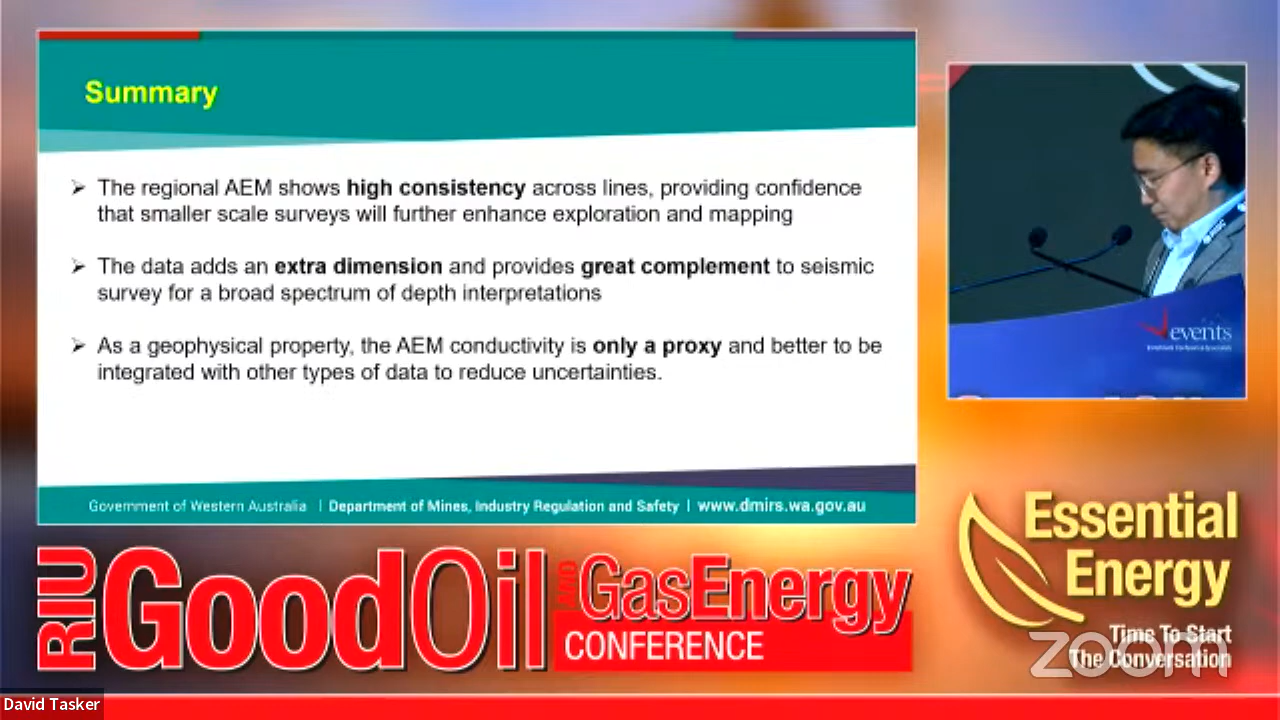 Summary
➢ The regional AEM shows high consistency across lines, providing confidence
that smaller scale surveys will further enhance exploration and mapping
➢ The data adds an extra dimension and provides great complement to seismic
survey for a broad spectrum of depth interpretations
➢ As a geophysical property, the AEM conductivity is only a proxy and better to be
integrated with other types of data to reduce uncertainties.
Government of Western Australia | Department of Mines, Industry Regulation and Safety | www.dmirs.wa.gov.au
events
RIU GoodOil AND GasEnergy
CONFERENCE
Essential
Energy
Time To Start
The Conversation
zoom
David Tasker